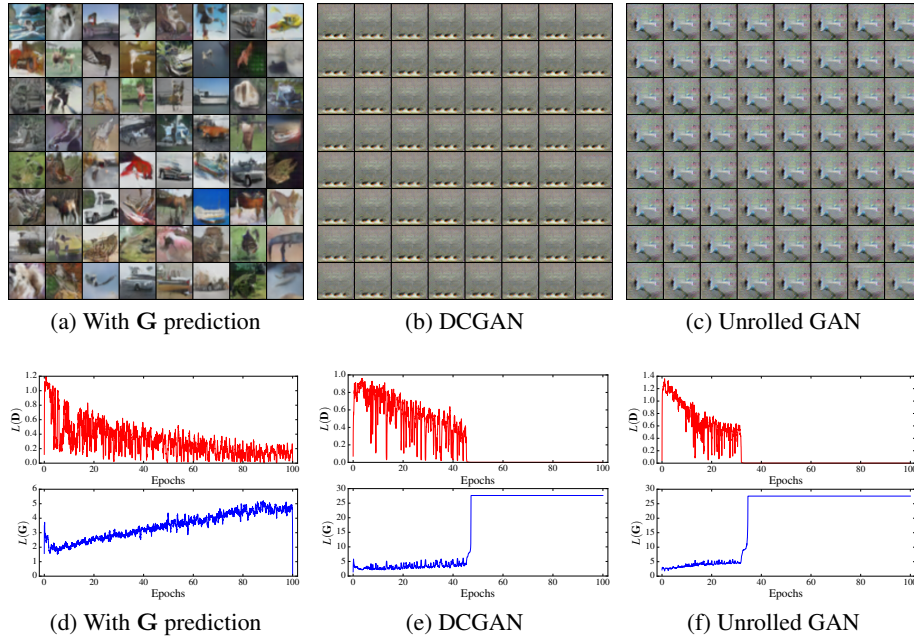 (a) With G prediction
(b) DCGAN
(c) Unrolled GAN
1.2
1.0
0.8
0.6
0.4
0.2
0.0
L(D)
0 20 40 60 80 100
Epochs
1.0
0.8
0.6
0.4
0.2
0.0
L(D)
0 20 40 60 80 100
Epochs
1.4
1.2
1.0
0.8
0.6
0.4
0.2
0.0
L(D)
0 20 40 60 80 100
Epochs
6
5
4
3
2
1
0
L(G)
0 20 40 60 80 100
Epochs
30
25
20
15
10
5
0
L(G)
0 20 40 60 80 100
Epochs
30
25
20
15
10
5
0
L(G)
0 20 40 60 80 100
Epochs
(d) With G prediction
(e) DCGAN
(f) Unrolled GAN